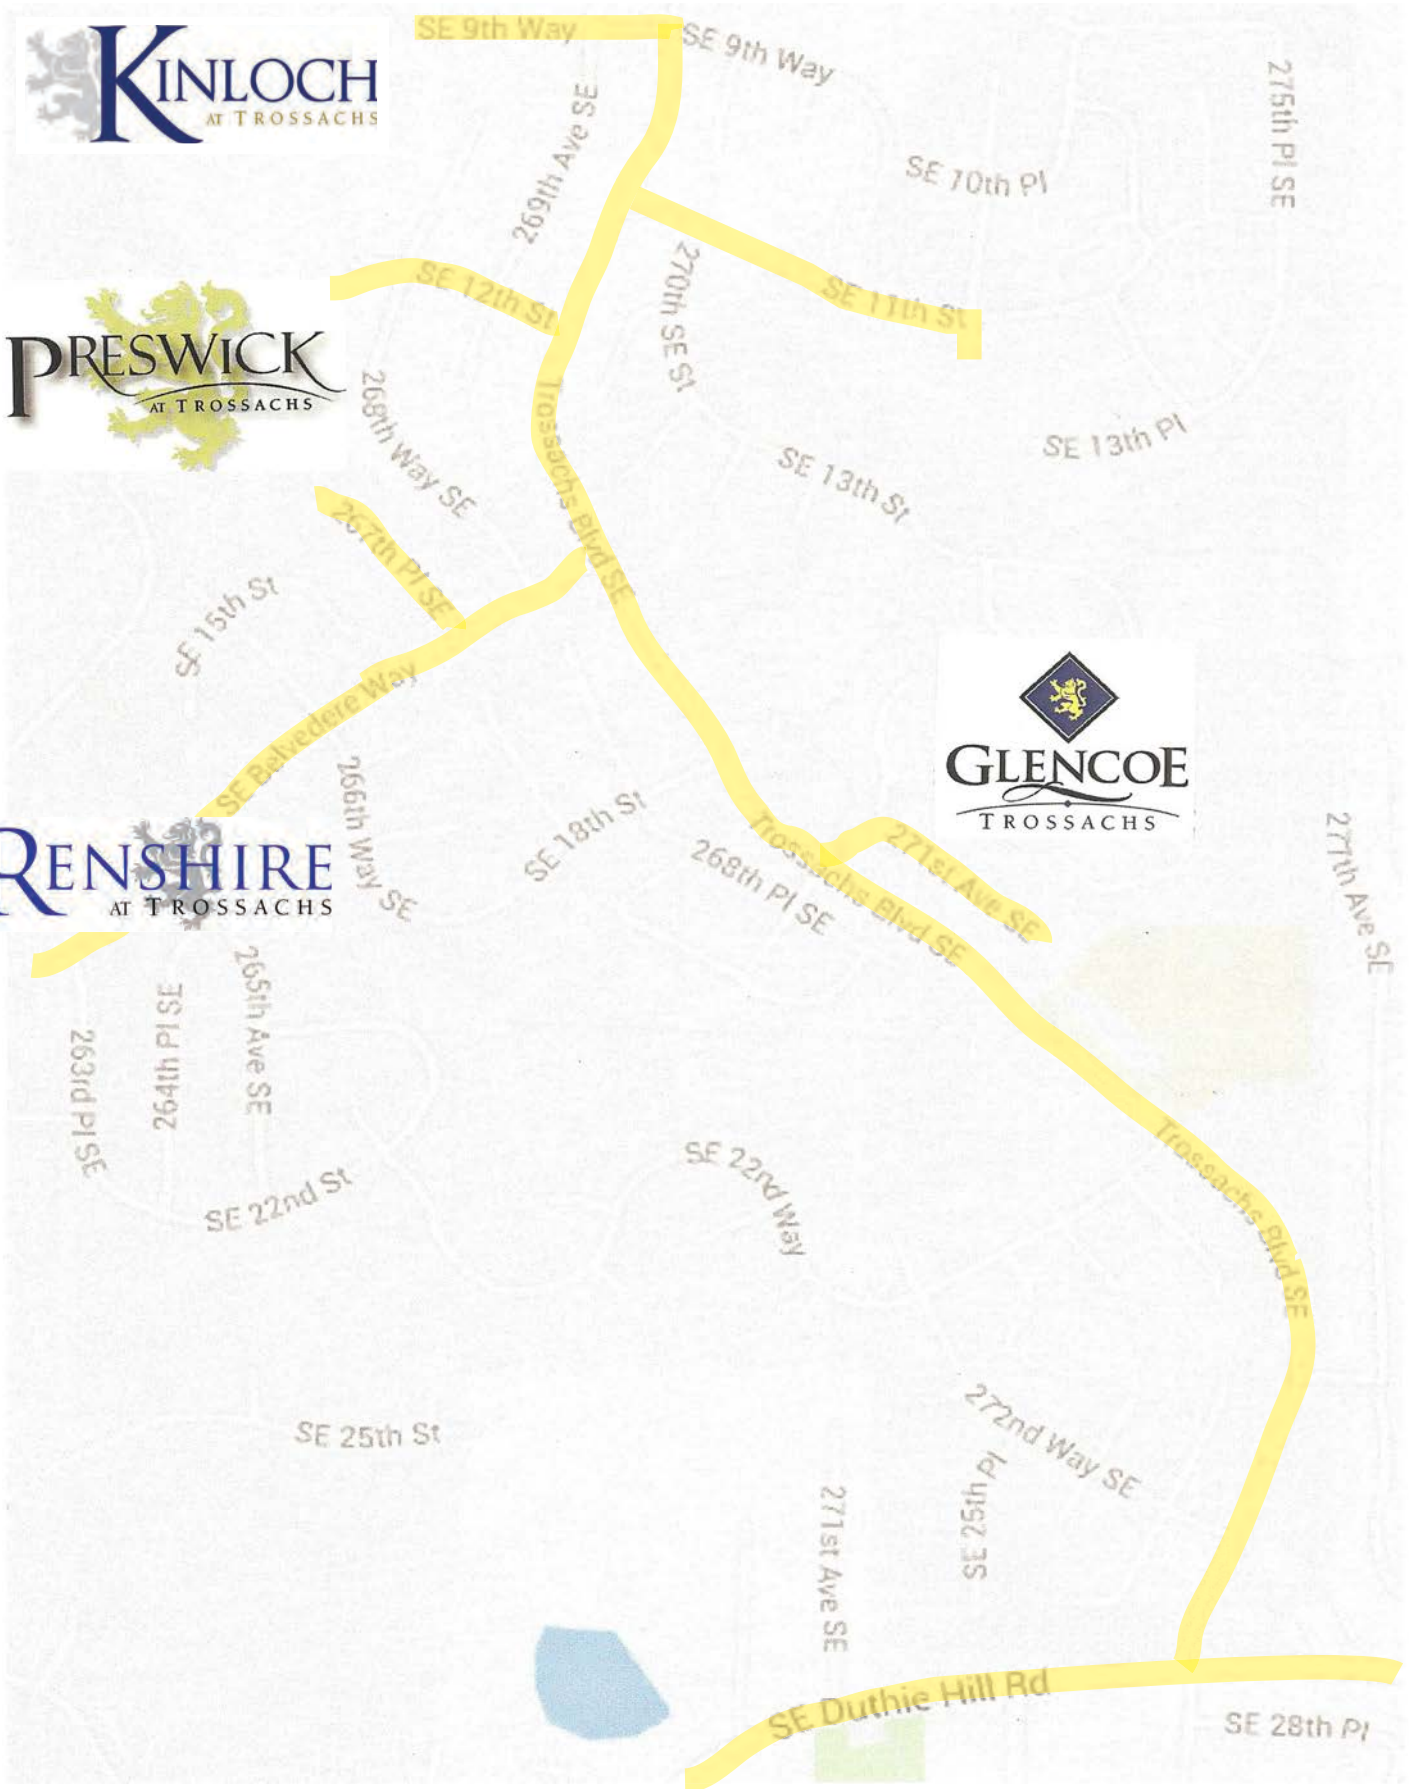 SE 9th Way
SE 9th Way
KINLOCH
AT TROSSACHS
269th Ave SE
275th Pl SE
SE 10th Pl
SE 12th St
270th SE St
SE 11th St
PRESWICK
AT TROSSACHS
268th Way SE
Trossachs Blvd SE
SE 13th St
SE 13th Pl
267th Pl SE
SE 15th St
SE Belvedere Way
GLENCOE
TROSSACHS
266th Way SE
SE 18th St
268th Pl SE
Trossachs Blvd SE
271st Ave SE
277th Ave SE
RENSHIRE
AT TROSSACHS
263rd Pl SE
264th Pl SE
265th Ave SE
SE 22nd St
SE 22nd Way
Trossachs Blvd SE
SE 25th St
272nd Way SE
SE 25th Pl
271st Ave SE
SE Duthie Hill Rd
SE 28th Pl